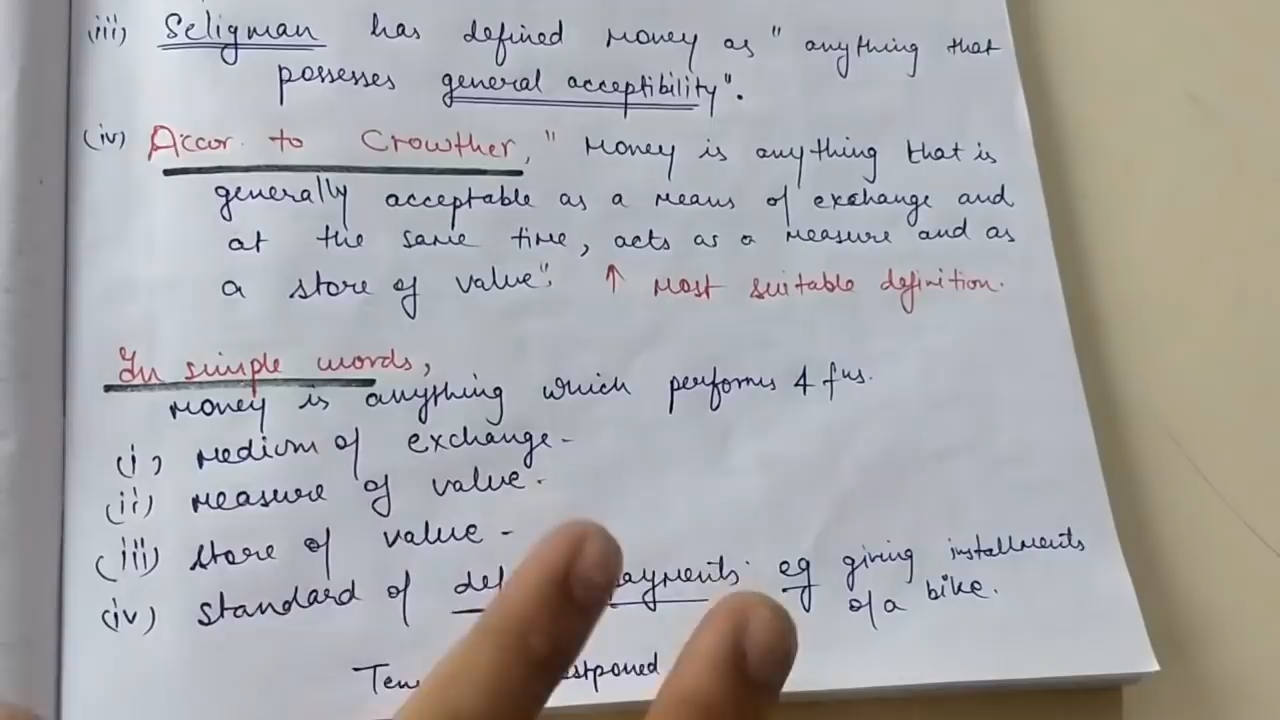 (iii) Seligman has defined money as " anything that
possesses general acceptibility".
(iv) Accor. to Crowther, " Money is anything that is
generally acceptable as a means of exchange and
at the same time, acts as a measure and as
a store of value". ↑ Most suitable definition.
In simple words,
Money is anything which performs 4 fns.
(i) Medium of exchange -
(ii) Measure of value -
(iii) Store of value -
(iv) Standard of payments. eg giving installments
of a bike.